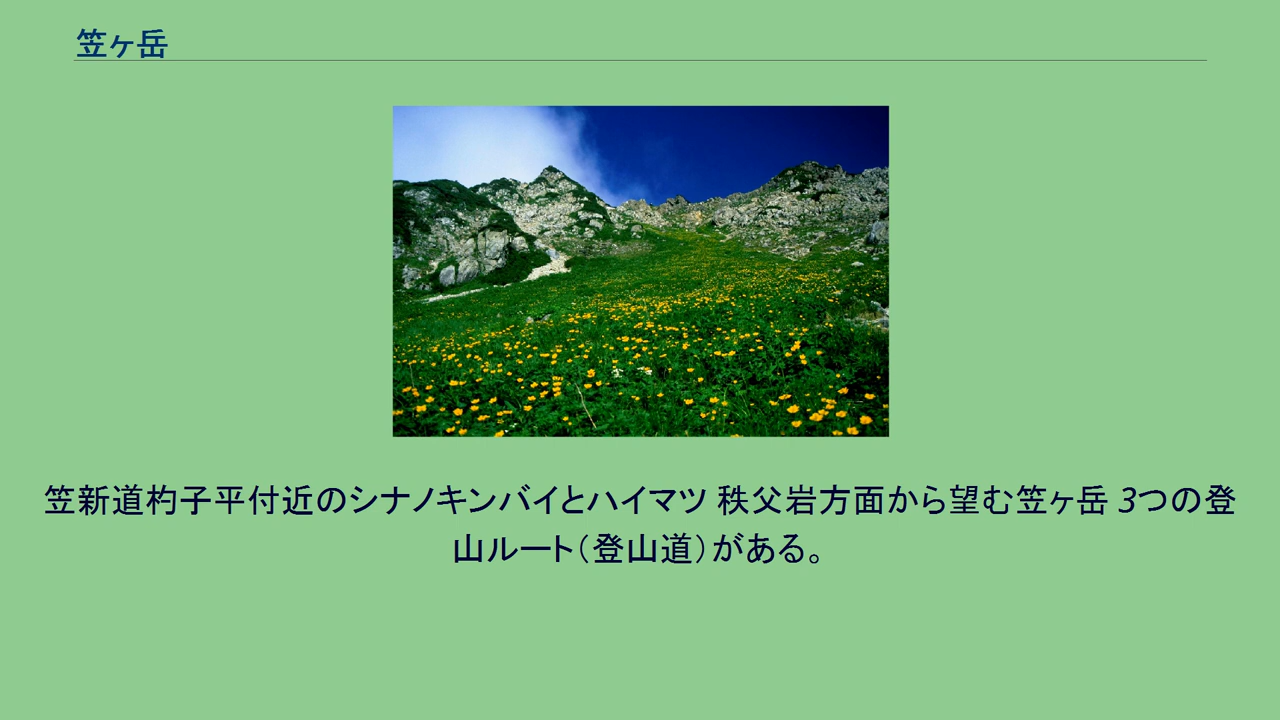 笠ヶ岳
笠新道杓子平付近のシナノキンバイとハイマツ 秩父岩方面から望む笠ヶ岳 3つの登
山ルート（登山道）がある。